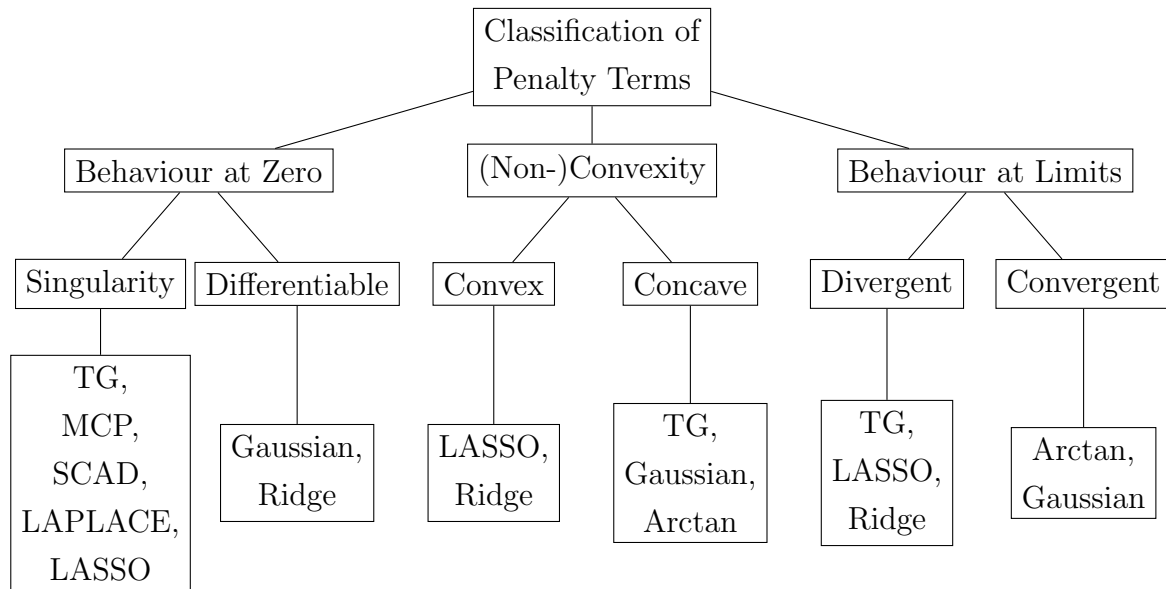 Classification of
Penalty Terms
Behaviour at Zero
(Non-)Convexity
Behaviour at Limits
Singularity
Differentiable
Convex
Concave
Divergent
Convergent
TG,
MCP,
SCAD,
LAPLACE,
LASSO
Gaussian,
Ridge
LASSO,
Ridge
TG,
Gaussian,
Arctan
TG,
LASSO,
Ridge
Arctan,
Gaussian